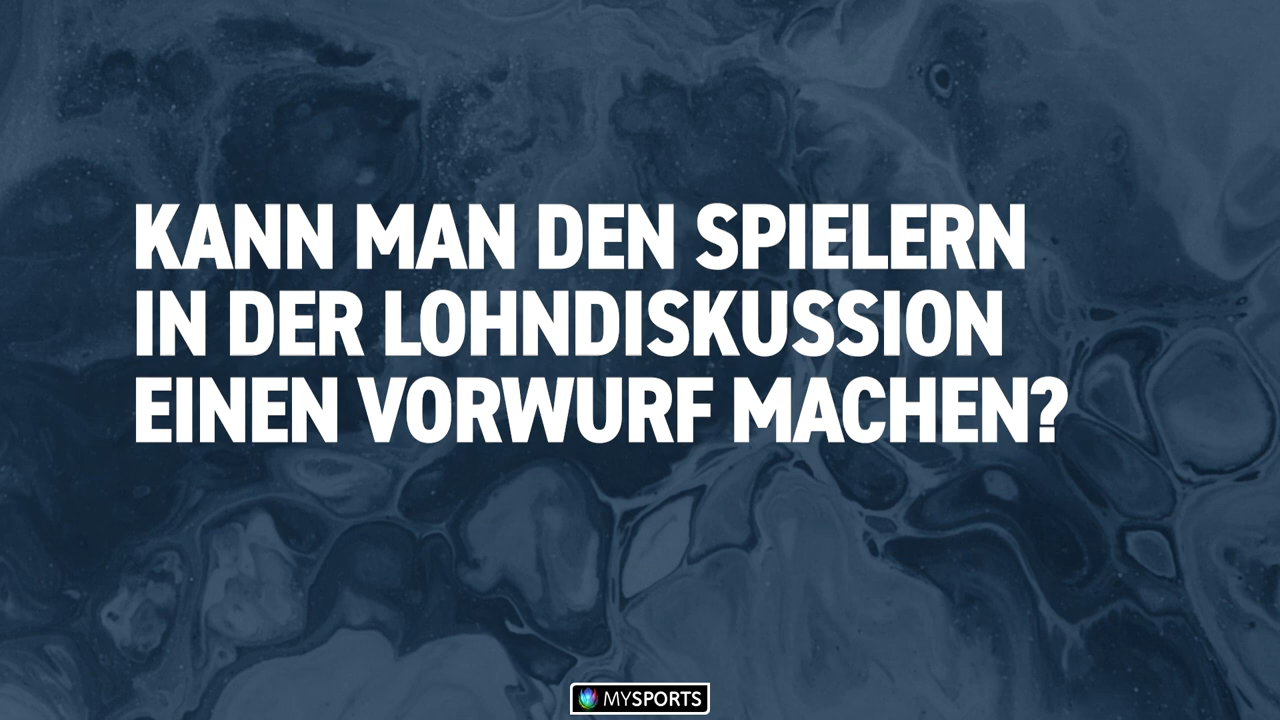 KANN MAN DEN SPIELERN
IN DER LOHNDISKUSSION
EINEN VORWURF MACHEN?
MYSPORTS